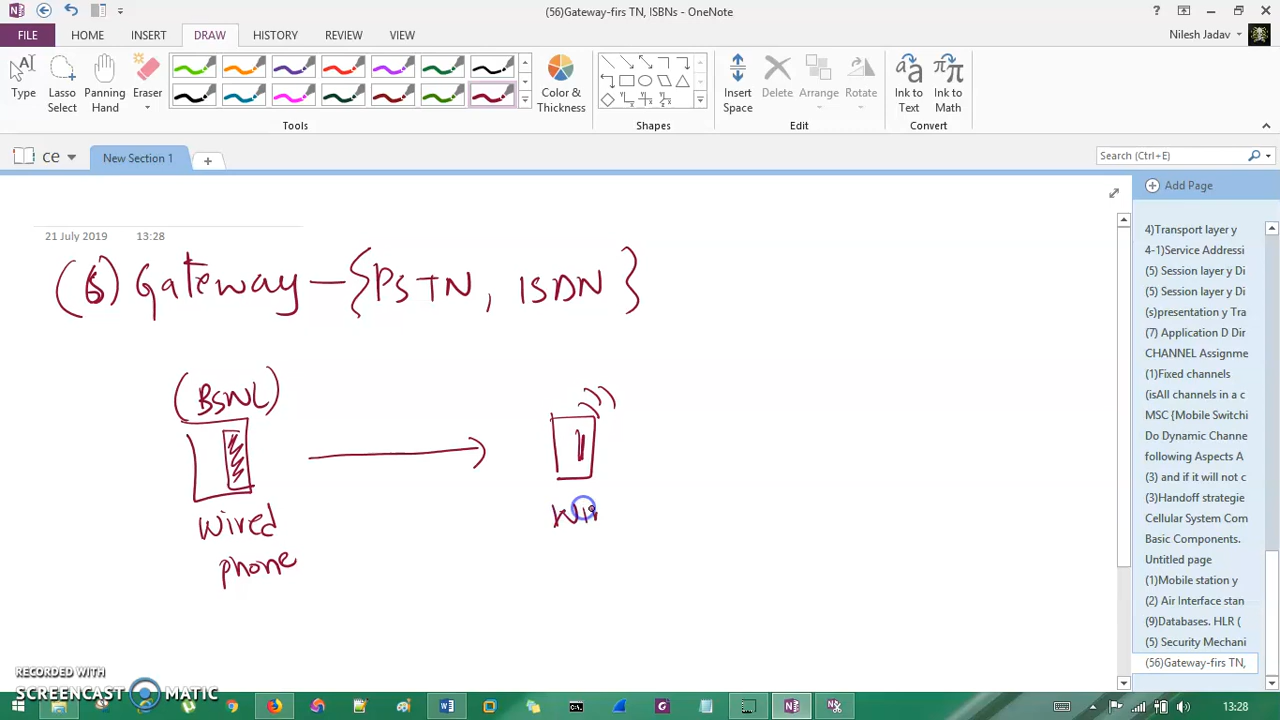 (56)Gateway-firs TN, ISBNs - OneNote
FILE HOME INSERT DRAW HISTORY REVIEW VIEW
Nilesh Jadav
Type
Lasso Select
Panning Hand
Eraser
Color & Thickness
Insert Space
Delete
Arrange
Rotate
Ink to Text
Ink to Math
Tools
Shapes
Edit
Convert
ce
New Section 1
Search (Ctrl+E)
Add Page
21 July 2019 13:28
(6) Gateway — {PSTN, ISDN}
(BSNL)
Wired
phone
Wir
4)Transport layer y
4-1)Service Addressi
(5) Session layer y Di
(5) Session layer y Di
(s)presentation y Tra
(7) Application D Dir
CHANNEL Assignme
(1)Fixed channels
(isAll channels in a c
MSC {Mobile Switchi
Do Dynamic Channe
following Aspects A
(3) and if it will not c
(3)Handoff strategie
Cellular System Com
Basic Components.
Untitled page
(1)Mobile station y
(2) Air Interface stan
(9)Databases. HLR (
(5) Security Mechani
(56)Gateway-firs TN,
RECORDED WITH
SCREENCAST MATIC
13:28